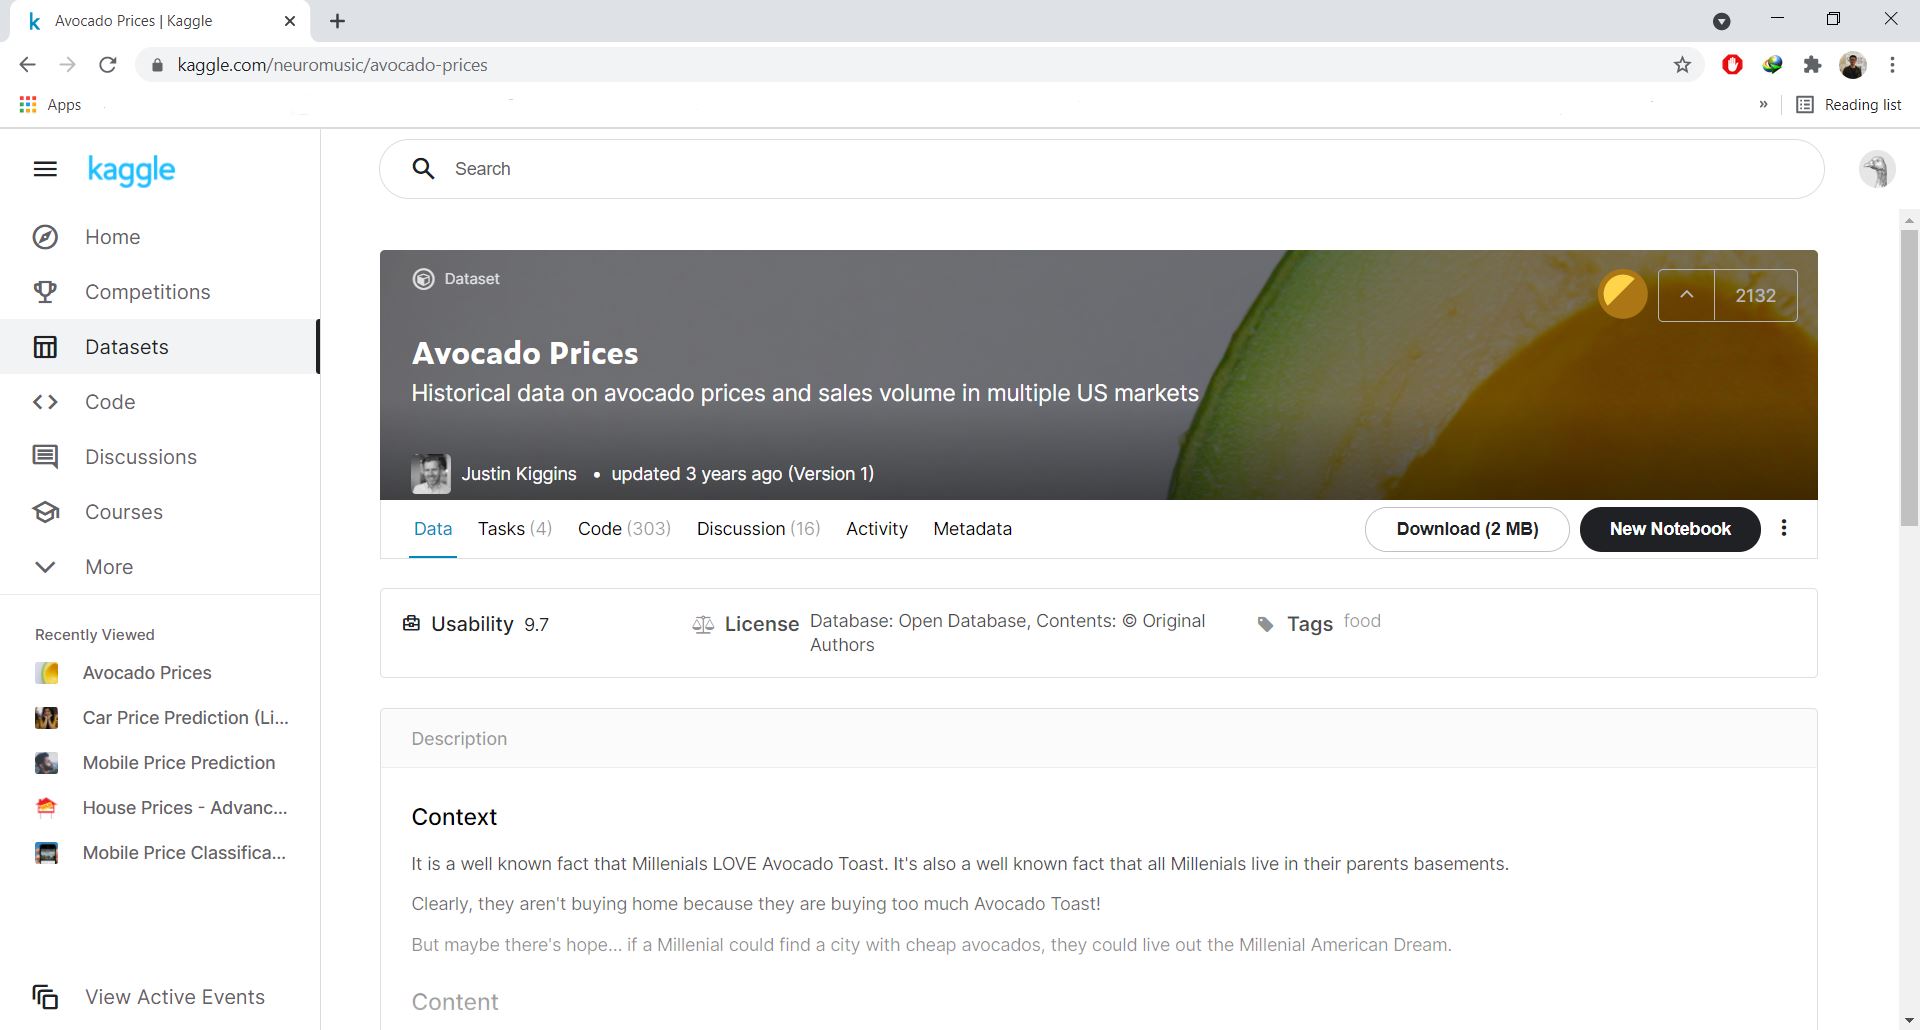 Avocado Prices | Kaggle
kaggle.com/neuromusic/avocado-prices
Apps
»
Reading list
kaggle
Search
Home
Competitions
Datasets
Code
Discussions
Courses
More
Recently Viewed
Avocado Prices
Car Price Prediction (Li...
Mobile Price Prediction
House Prices - Advanc...
Mobile Price Classifica...
View Active Events
Dataset
2132
Avocado Prices
Historical data on avocado prices and sales volume in multiple US markets
Justin Kiggins • updated 3 years ago (Version 1)
Data Tasks (4) Code (303) Discussion (16) Activity Metadata Download (2 MB) New Notebook
Usability 9.7
License Database: Open Database, Contents: © Original
Authors
Tags food
Description
Context
It is a well known fact that Millenials LOVE Avocado Toast. It's also a well known fact that all Millenials live in their parents basements.
Clearly, they aren't buying home because they are buying too much Avocado Toast!
But maybe there's hope... if a Millenial could find a city with cheap avocados, they could live out the Millenial American Dream.
Content